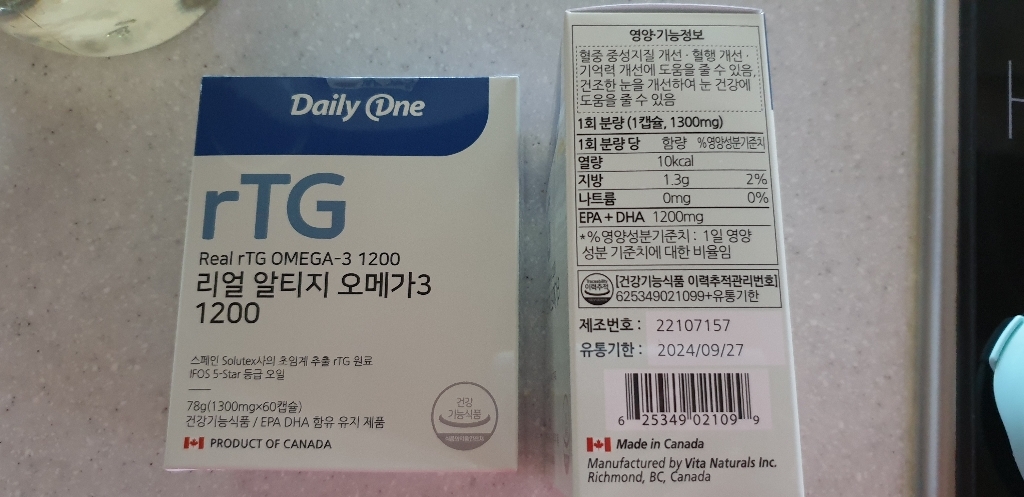 Daily One
rTG
Real rTG OMEGA-3 1200
리얼 알티지 오메가3
1200
스페인 Solutex사의 초임계 추출 rTG 원료
IFOS 5-Star 등급 오일
78g(1300mg×60캡슐)
건강기능식품 / EPA DHA 함유 유지 제품
PRODUCT OF CANADA
건강
기능식품
영양·기능정보
혈중 중성지질 개선·혈행 개선·
기억력 개선에 도움을 줄 수 있음,
건조한 눈을 개선하여 눈 건강에
도움을 줄 수 있음
1회 분량 (1캡슐, 1300mg)
1회 분량 당 함량 %영양성분기준치
열량 10kcal
지방 1.3g 2%
나트륨 0mg 0%
EPA + DHA 1200mg
*%영양성분기준치 : 1일 영양
성분 기준치에 대한 비율임
이력추적
[건강기능식품 이력추적관리번호]
625349021099+유통기한
제조번호 : 22107157
유통기한 : 2024/09/27
6 25349 02109 9
Made in Canada
Manufactured by Vita Naturals Inc.
Richmond, BC, Canada